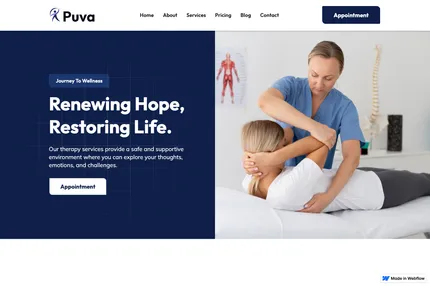 Puva
Home About Services Pricing Blog Contact
Appointment
Journey To Wellness
Renewing Hope,
Restoring Life.
Our therapy services provide a safe and supportive
environment where you can explore your thoughts,
emotions, and challenges.
Appointment
Made in Webflow